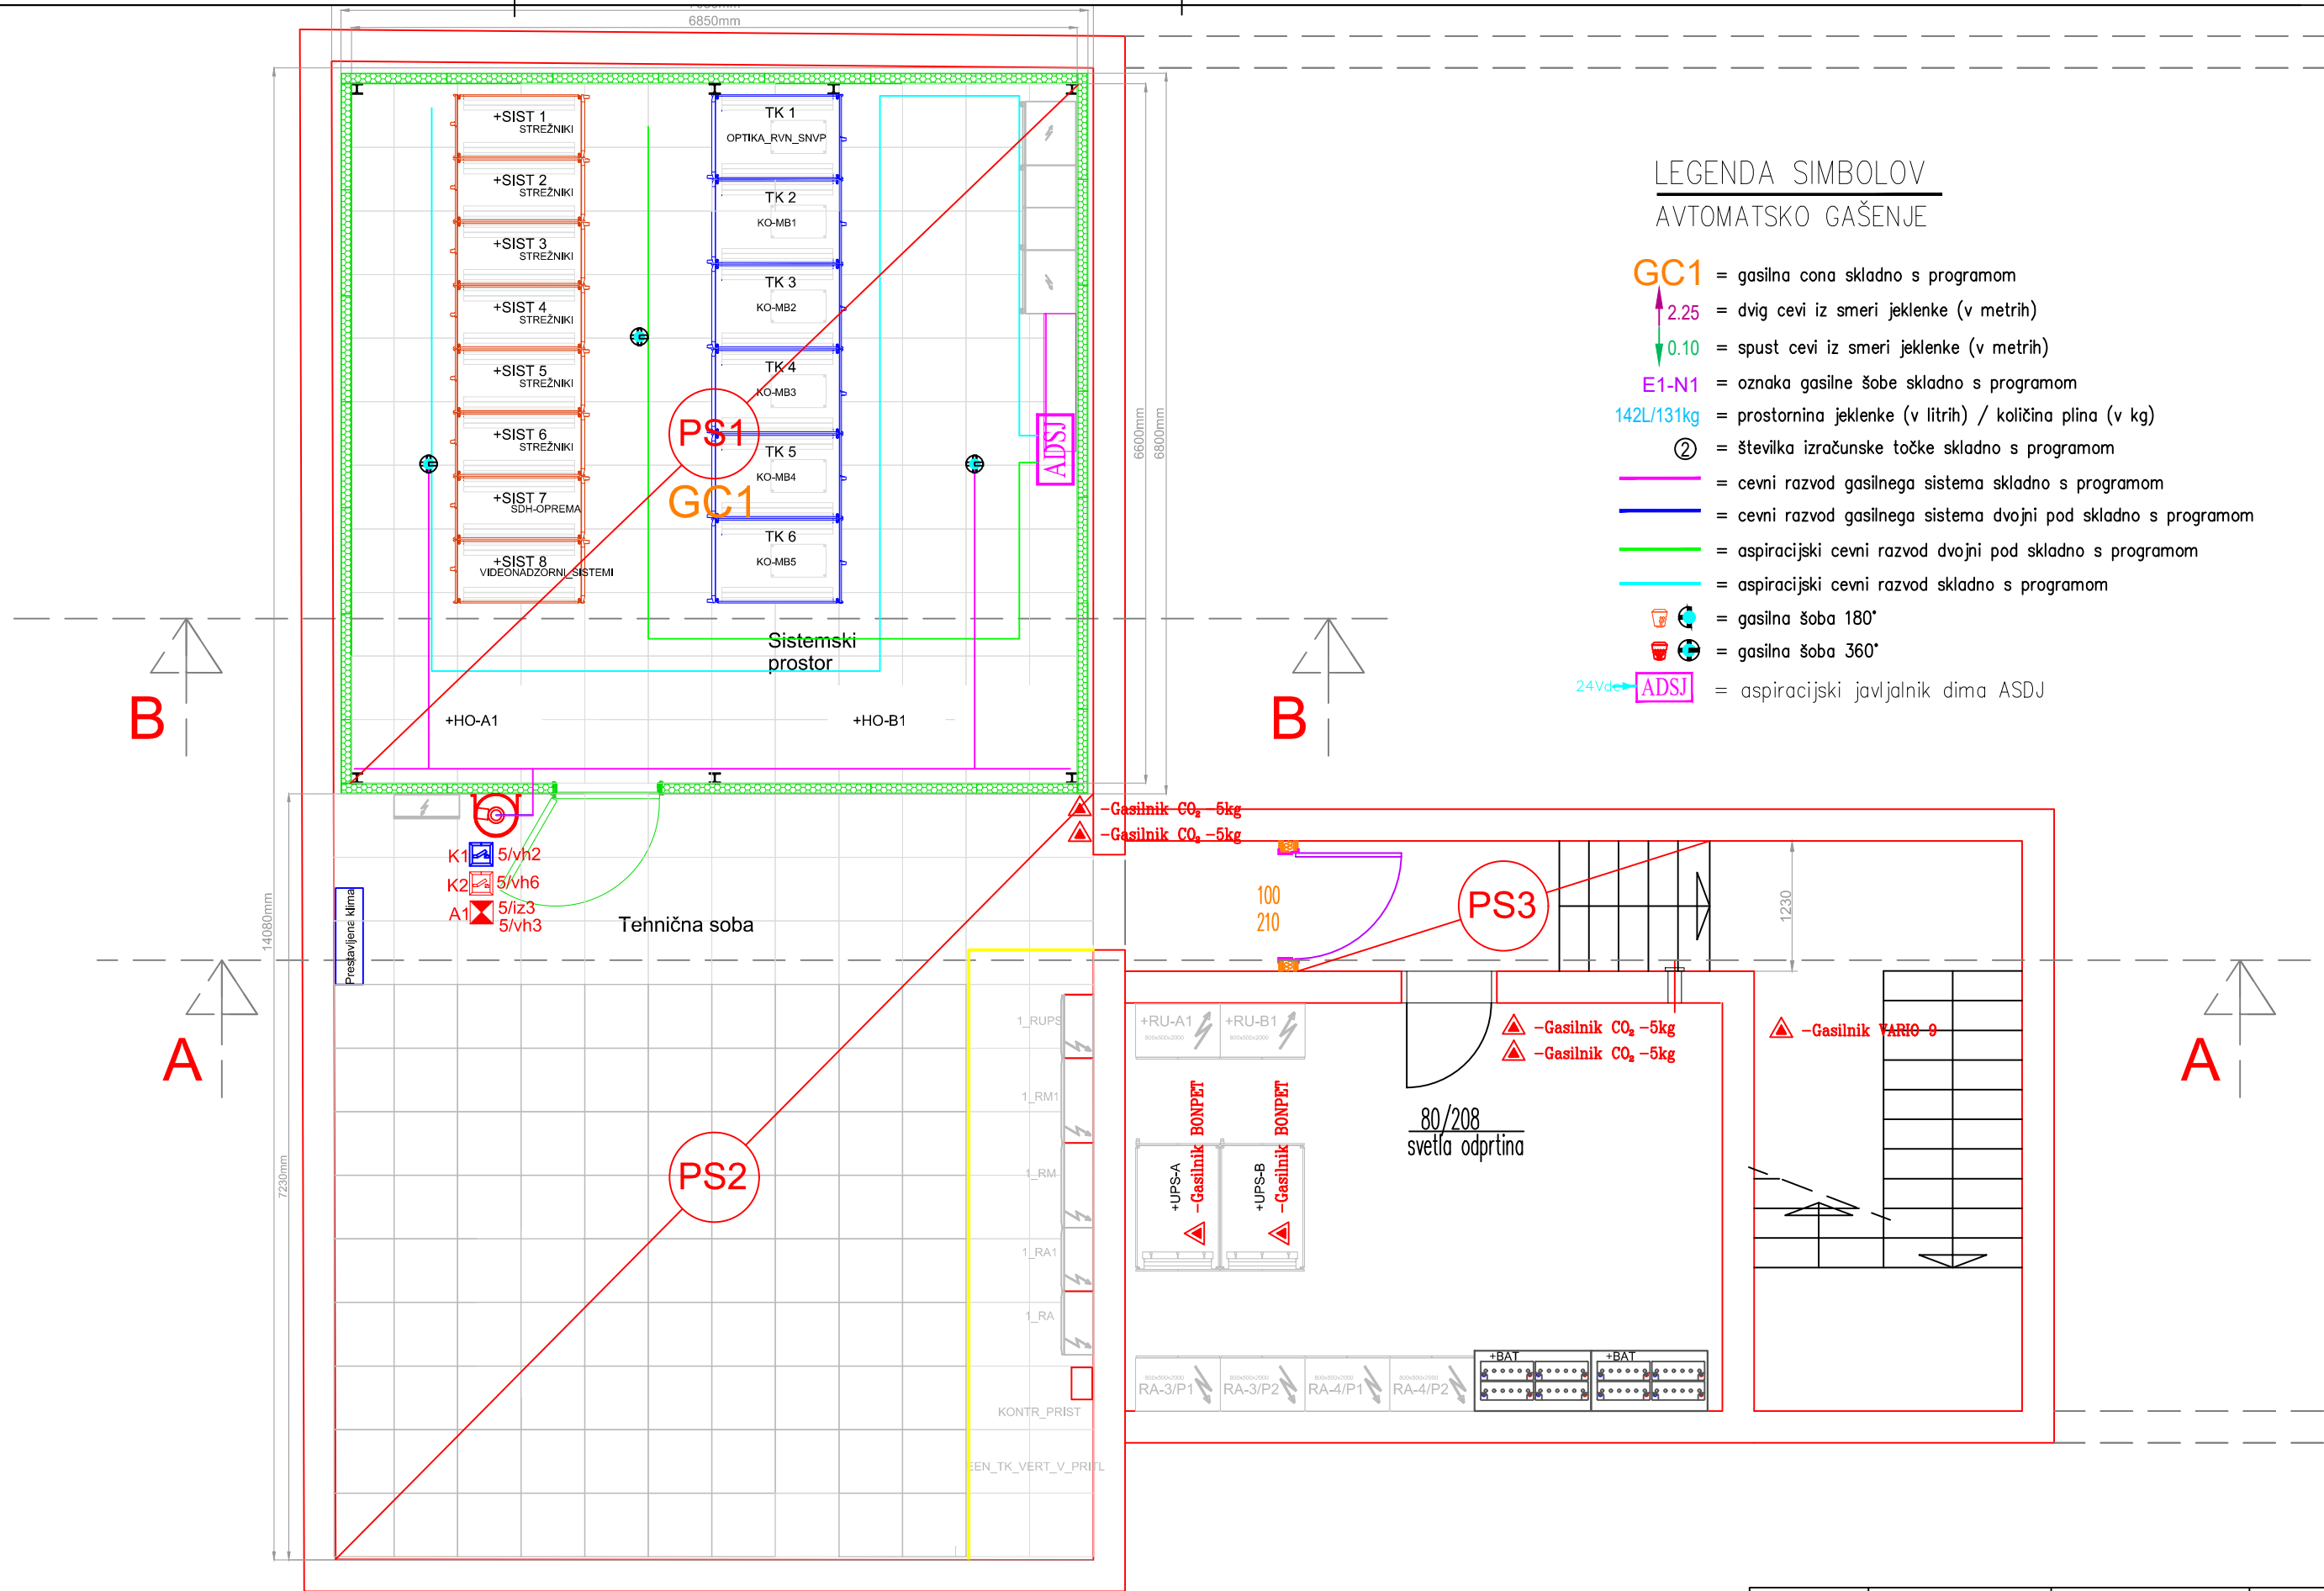 6850mm
+SIST 1
STREŽNIKI
+SIST 2
STREŽNIKI
+SIST 3
STREŽNIKI
+SIST 4
STREŽNIKI
+SIST 5
STREŽNIKI
+SIST 6
STREŽNIKI
+SIST 7
SDH-OPREMA
+SIST 8
VIDEONADZORNI_SISTEMI
TK 1
OPTIKA_RVN_SNVP
TK 2
KO-MB1
TK 3
KO-MB2
TK 4
KO-MB3
TK 5
KO-MB4
TK 6
KO-MB5
PS1
GC1
ADSJ
6600mm
6800mm
Sistemski
prostor
+HO-A1
+HO-B1
B
B
LEGENDA SIMBOLOV
AVTOMATSKO GAŠENJE
GC1 = gasilna cona skladno s programom
2.25 = dvig cevi iz smeri jeklenke (v metrih)
0.10 = spust cevi iz smeri jeklenke (v metrih)
E1-N1 = oznaka gasilne šobe skladno s programom
142L/131kg = prostornina jeklenke (v litrih) / količina plina (v kg)
2 = številka izračunske točke skladno s programom
= cevni razvod gasilnega sistema skladno s programom
= cevni razvod gasilnega sistema dvojni pod skladno s programom
= aspiracijski cevni razvod dvojni pod skladno s programom
= aspiracijski cevni razvod skladno s programom
= gasilna šoba 180°
= gasilna šoba 360°
ADSJ = aspiracijski javljalnik dima ASDJ
-Gasilnik CO₂ -5kg
-Gasilnik CO₂ -5kg
K1 5/vh2
K2 5/vh6
A1 5/iz3
5/vh3
Prestavljena klima
Tehnična soba
14080mm
7230mm
100
210
PS3
1230
A
A
1_RUPS
1_RM1
1_RM
1_RA1
1_RA
KONTR_PRIST
EEN_TK_VERT_V_PRITL
PS2
+RU-A1
800x500x2000
+RU-B1
800x500x2000
-Gasilnik CO₂ -5kg
-Gasilnik CO₂ -5kg
-Gasilnik VARIO 9
+UPS-A
-Gasilnik BONPET
+UPS-B
-Gasilnik BONPET
80/208
svetla odprtina
800x500x2000
RA-3/P1
800x500x2000
RA-3/P2
800x500x2000
RA-4/P1
800x500x2000
RA-4/P2
+BAT
+BAT